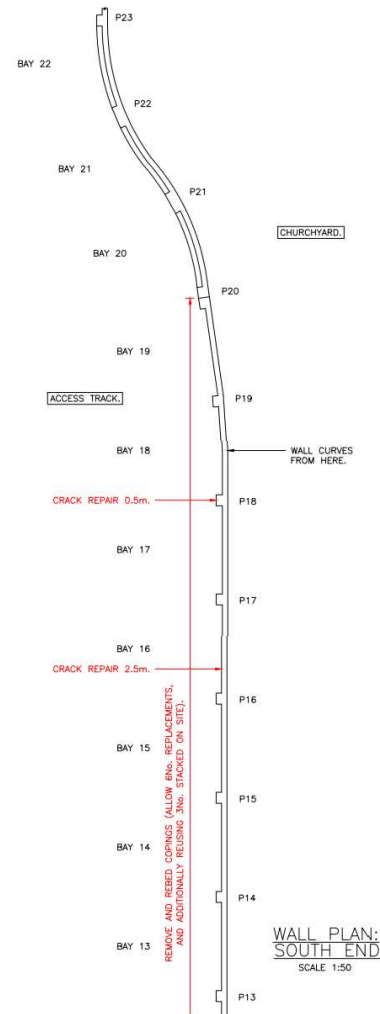 P23
BAY 22
P22
BAY 21
P21
CHURCHYARD.
BAY 20
P20
BAY 19
ACCESS TRACK.
P19
BAY 18
WALL CURVES
FROM HERE.
CRACK REPAIR 0.5m.
P18
BAY 17
P17
BAY 16
CRACK REPAIR 2.5m.
P16
REMOVE AND REBED COPINGS (ALLOW 6No. REPLACEMENTS,
AND ADDITIONALLY REUSING 3No. STACKED ON SITE).
BAY 15
P15
BAY 14
P14
WALL PLAN:
SOUTH END
SCALE 1:50
BAY 13
P13